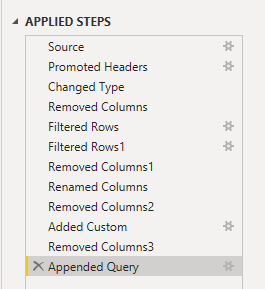 APPLIED STEPS
Source
Promoted Headers
Changed Type
Removed Columns
Filtered Rows
Filtered Rows1
Removed Columns1
Renamed Columns
Removed Columns2
Added Custom
Removed Columns3
Appended Query